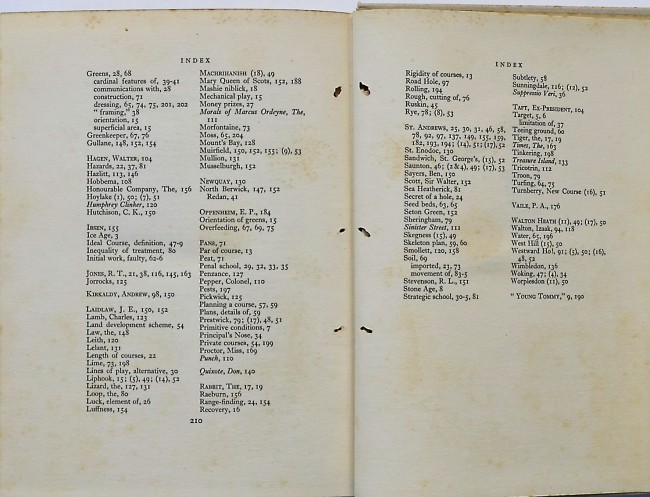 INDEX
Greens, 28, 68
cardinal features of, 39-41
communications with, 28
construction, 71
dressing, 65, 74, 75, 201, 202
"framing," 38
orientation, 15
superficial area, 15
Greenkeeper, 67, 76
Gullane, 148, 152, 154
HAGEN, WALTER, 104
Hazards, 22, 37, 81
Hazlitt, 113, 146
Hobbema, 108
Honourable Company, The, 156
Hoylake (1), 50; (7), 51
Humphrey Clinker, 120
Hutchison, C. K., 150
IBSEN, 155
Ice Age, 3
Ideal Course, definition, 47-9
Inequality of treatment, 80
Initial work, faulty, 62-6
JONES, R. T., 21, 38, 116, 145, 163
Jorrocks, 125
KIRKALDY, ANDREW, 98, 150
LAIDLAW, J. E., 150, 152
Lamb, Charles, 123
Land development scheme, 54
Law, the, 148
Leith, 120
Lelant, 131
Length of courses, 22
Lime, 73, 198
Lines of play, alternative, 30
Liphook, 15; (5), 49; (14), 52
Lizard, the, 127, 131
Loop, the, 80
Luck, element of, 26
Luffness, 154
MACHRIHANISH (18), 49
Mary Queen of Scots, 152, 188
Mashie niblick, 18
Mechanical play, 15
Money prizes, 27
Morals of Marcus Ordeyne, The,
111
Morfontaine, 73
Moss, 65, 204
Mount's Bay, 128
Muirfield, 150, 152, 155; (9), 53
Mullion, 131
Musselburgh, 152
NEWQUAY, 130
North Berwick, 147, 152
Redan, 41
OPPENHEIM, E. P., 184
Orientation of greens, 15
Overfeeding, 67, 69, 75
PANS, 71
Par of course, 13
Peat, 71
Penal school, 29, 32, 33, 35
Penzance, 127
Pepper, Colonel, 110
Pests, 197
Pickwick, 125
Planning a course, 57, 59
Plans, details of, 59
Prestwick, 79; (17), 48, 51
Primitive conditions, 7
Principal's Nose, 34
Private courses, 54, 199
Proctor, Miss, 169
Punch, 110
Quixote, Don, 140
RABBIT, THE, 17, 19
Raeburn, 156
Range-finding, 24, 154
Recovery, 16
210
INDEX
Rigidity of courses, 13
Road Hole, 97
Rolling, 194
Rough, cutting of, 76
Ruskin, 45
Rye, 78; (8), 53
ST. ANDREWS, 25, 30, 31, 46, 58,
78, 92, 97, 137, 149, 155, 159,
182, 193, 194; (14), 51; (17), 52
St. Enodoc, 130
Sandwich, St. George's, (15), 52
Saunton, 46; (2 & 4), 49; (17), 53
Sayers, Ben, 150
Scott, Sir Walter, 152
Sea Heatherick, 81
Secret of a hole, 24
Seed beds, 63, 65
Seton Green, 152
Sheringham, 79
Sinister Street, 111
Skegness (15), 49
Skeleton plan, 59, 60
Smollett, 120, 158
Soil, 69
imported, 23, 73
movement of, 83-5
Stevenson, R. L., 151
Stone Age, 8
Strategic school, 30-5, 81
Subtlety, 58
Sunningdale, 116; (12), 52
Suppressio Veri, 36
TAFT, EX-PRESIDENT, 104
Target, 5, 6
limitation of, 37
Teeing ground, 60
Tiger, the, 17, 19
Times, The, 163
Tinkering, 198
Treasure Island, 133
Tricotrin, 112
Troon, 79
Turfing, 64, 75
Turnberry, New Course (16), 51
VAILE, P. A., 176
WALTON HEATH (11), 49; (17), 50
Walton, Izaak, 94, 118
Water, 65, 196
West Hill (15), 50
Westward Ho!, 91; (5), 50; (16),
48, 52
Wimbledon, 136
Woking, 47; (4), 34
Worplesdon (11), 50
"YOUNG TOMMY," 9, 190